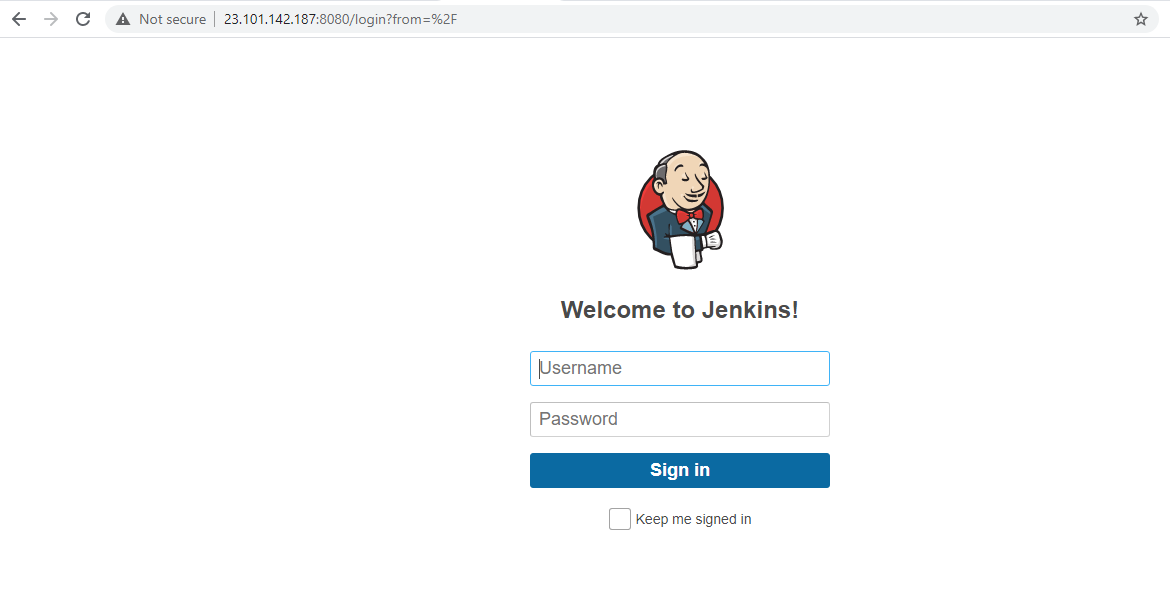 Not secure | 23.101.142.187:8080/login?from=%2F
Welcome to Jenkins!
Username
Password
Sign in
Keep me signed in